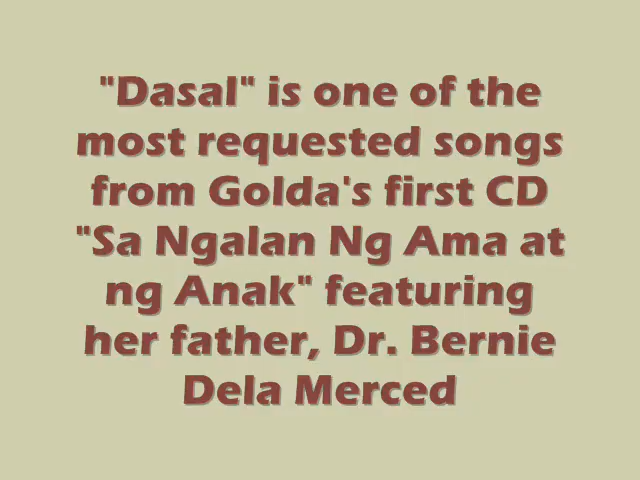 "Dasal" is one of the
most requested songs
from Golda's first CD
"Sa Ngalan Ng Ama at
ng Anak" featuring
her father, Dr. Bernie
Dela Merced